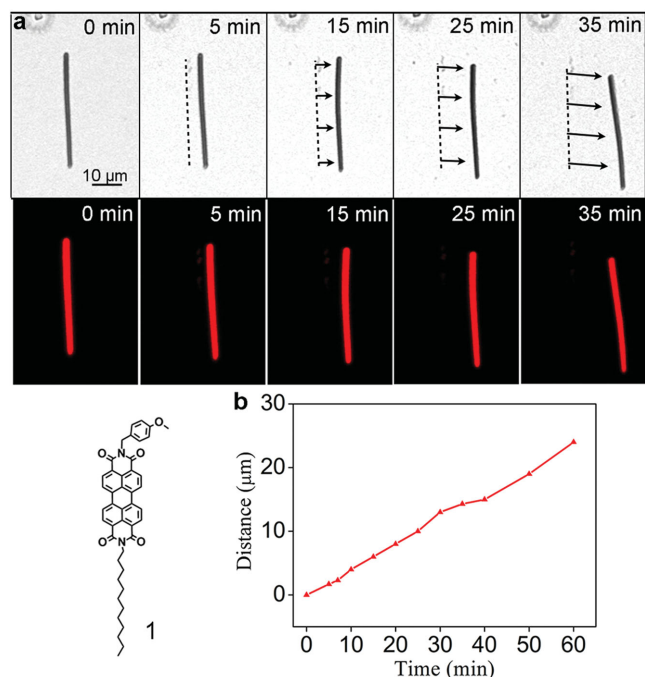 a
0 min
5 min
15 min
25 min
35 min
10 µm
0 min
5 min
15 min
25 min
35 min
O
O N O
O N O
1
b
30
20
10
0
Distance (µm)
0 10 20 30 40 50 60
Time (min)